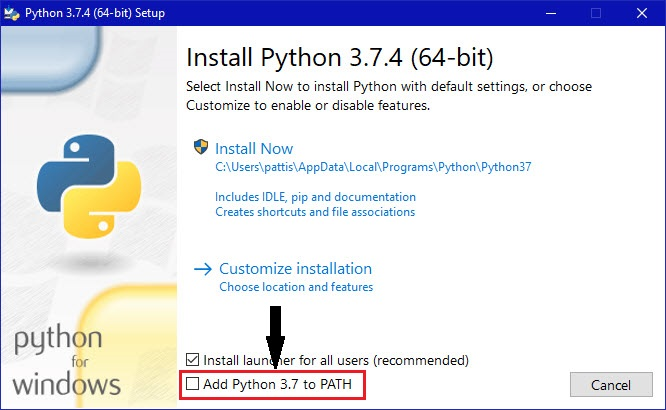 Python 3.7.4 (64-bit) Setup
Install Python 3.7.4 (64-bit)
Select Install Now to install Python with default settings, or choose
Customize to enable or disable features.
Install Now
C:\Users\pattis\AppData\Local\Programs\Python\Python37
Includes IDLE, pip and documentation
Creates shortcuts and file associations
Customize installation
Choose location and features
Install launcher for all users (recommended)
Add Python 3.7 to PATH
Cancel
python
for
windows